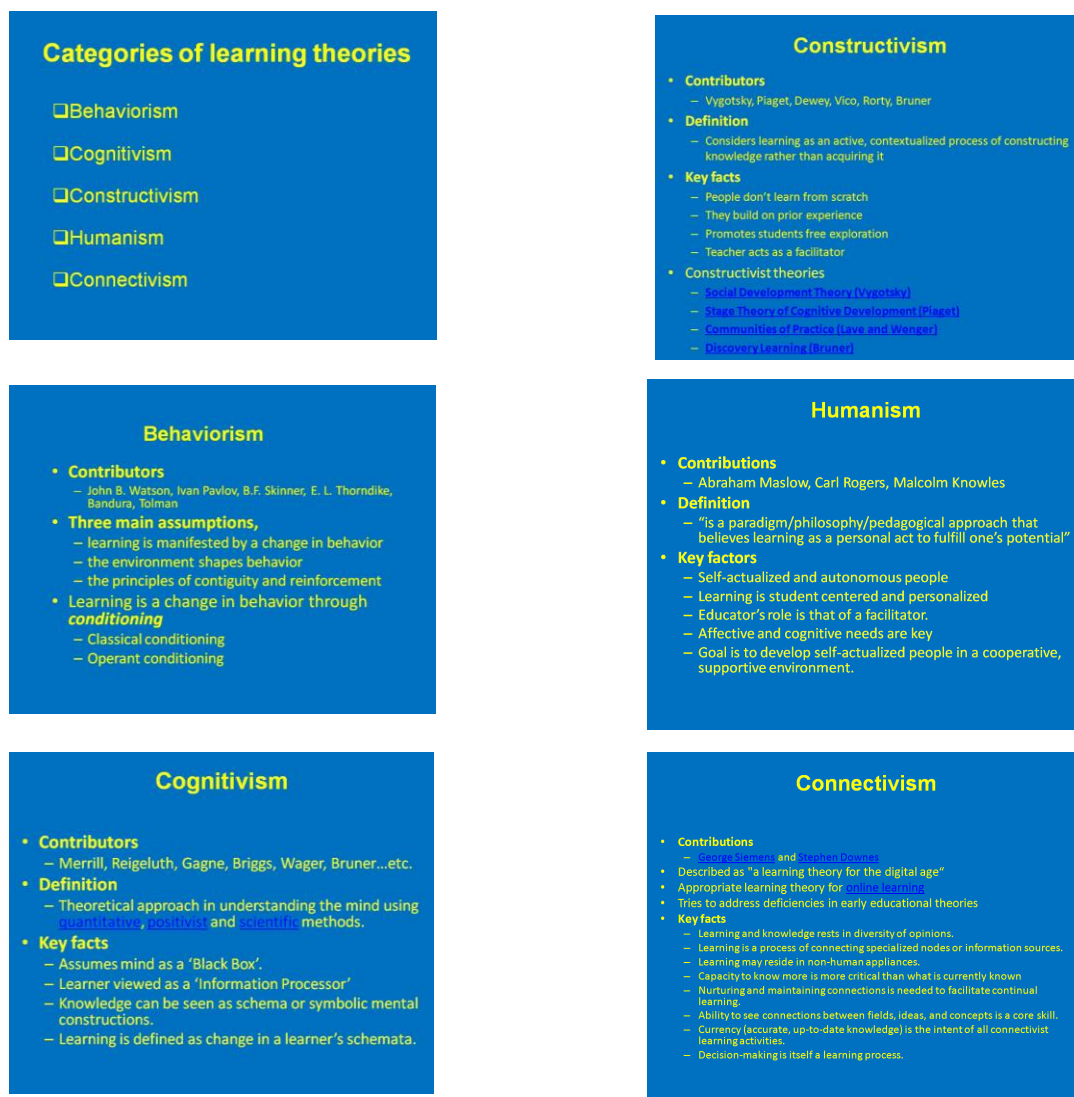 Categories of learning theories
❑Behaviorism
❑Cognitivism
❑Constructivism
❑Humanism
❑Connectivism
Behaviorism
• Contributors
– John B. Watson, Ivan Pavlov, B.F. Skinner, E. L. Thorndike,
Bandura, Tolman
• Three main assumptions,
– learning is manifested by a change in behavior
– the environment shapes behavior
– the principles of contiguity and reinforcement
• Learning is a change in behavior through
conditioning
– Classical conditioning
– Operant conditioning
Cognitivism
• Contributors
– Merrill, Reigeluth, Gagne, Briggs, Wager, Bruner...etc.
• Definition
– Theoretical approach in understanding the mind using
quantitative, positivist and scientific methods.
• Key facts
– Assumes mind as a ‘Black Box’.
– Learner viewed as a ‘Information Processor’
– Knowledge can be seen as schema or symbolic mental
constructions.
– Learning is defined as change in a learner’s schemata.
Constructivism
• Contributors
– Vygotsky, Piaget, Dewey, Vico, Rorty, Bruner
• Definition
– Considers learning as an active, contextualized process of constructing
knowledge rather than acquiring it
• Key facts
– People don’t learn from scratch
– They build on prior experience
– Promotes students free exploration
– Teacher acts as a facilitator
• Constructivist theories
– Social Development Theory (Vygotsky)
– Stage Theory of Cognitive Development (Piaget)
– Communities of Practice (Lave and Wenger)
– Discovery Learning (Bruner)
Humanism
• Contributions
– Abraham Maslow, Carl Rogers, Malcolm Knowles
• Definition
– “is a paradigm/philosophy/pedagogical approach that
believes learning as a personal act to fulfill one’s potential”
• Key factors
– Self-actualized and autonomous people
– Learning is student centered and personalized
– Educator’s role is that of a facilitator.
– Affective and cognitive needs are key
– Goal is to develop self-actualized people in a cooperative,
supportive environment.
Connectivism
• Contributions
– George Siemens and Stephen Downes
• Described as "a learning theory for the digital age“
• Appropriate learning theory for online learning
• Tries to address deficiencies in early educational theories
• Key facts
– Learning and knowledge rests in diversity of opinions.
– Learning is a process of connecting specialized nodes or information sources.
– Learning may reside in non-human appliances.
– Capacity to know more is more critical than what is currently known
– Nurturing and maintaining connections is needed to facilitate continual
learning.
– Ability to see connections between fields, ideas, and concepts is a core skill.
– Currency (accurate, up-to-date knowledge) is the intent of all connectivist
learning activities.
– Decision-making is itself a learning process.